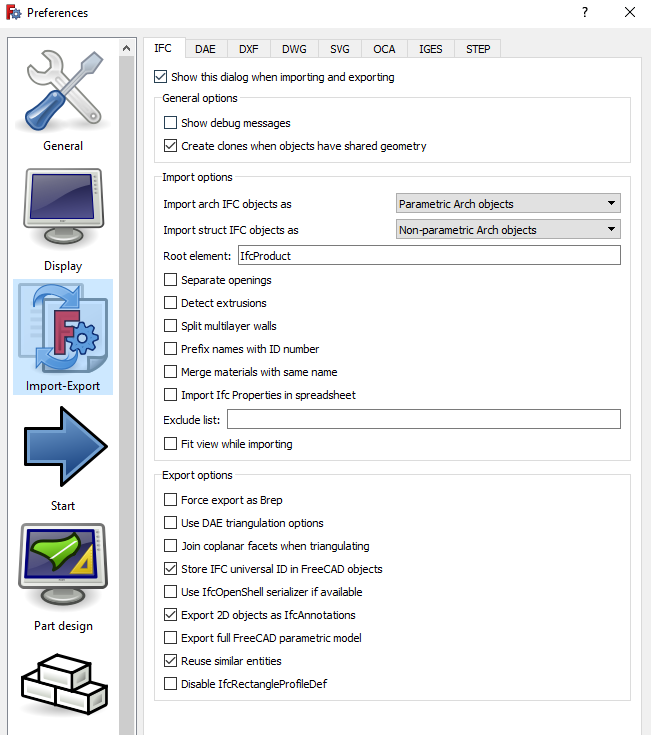 Preferences
?
General
Display
Import-Export
Start
Part design
IFC DAE DXF DWG SVG OCA IGES STEP
Show this dialog when importing and exporting
General options
Show debug messages
Create clones when objects have shared geometry
Import options
Import arch IFC objects as Parametric Arch objects
Import struct IFC objects as Non-parametric Arch objects
Root element: IfcProduct
Separate openings
Detect extrusions
Split multilayer walls
Prefix names with ID number
Merge materials with same name
Import Ifc Properties in spreadsheet
Exclude list:
Fit view while importing
Export options
Force export as Brep
Use DAE triangulation options
Join coplanar facets when triangulating
Store IFC universal ID in FreeCAD objects
Use IfcOpenShell serializer if available
Export 2D objects as IfcAnnotations
Export full FreeCAD parametric model
Reuse similar entities
Disable IfcRectangleProfileDef